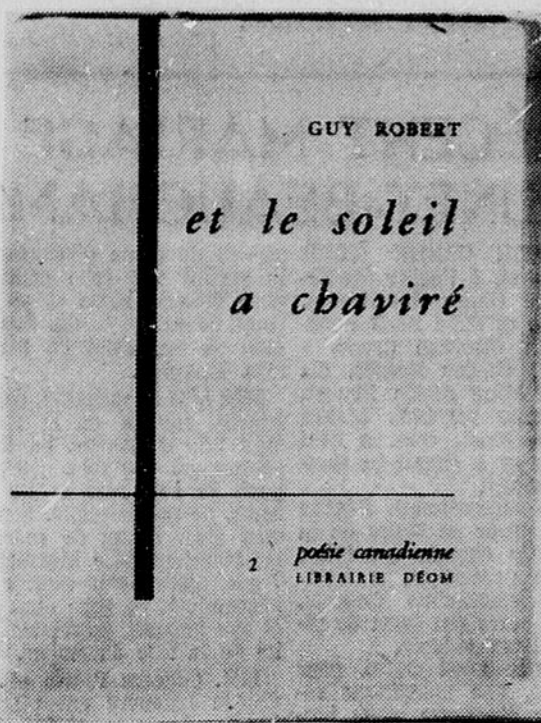 GUY ROBERT
et le soleil
a chaviré
2 poésie canadienne
LIBRAIRIE DÉOM